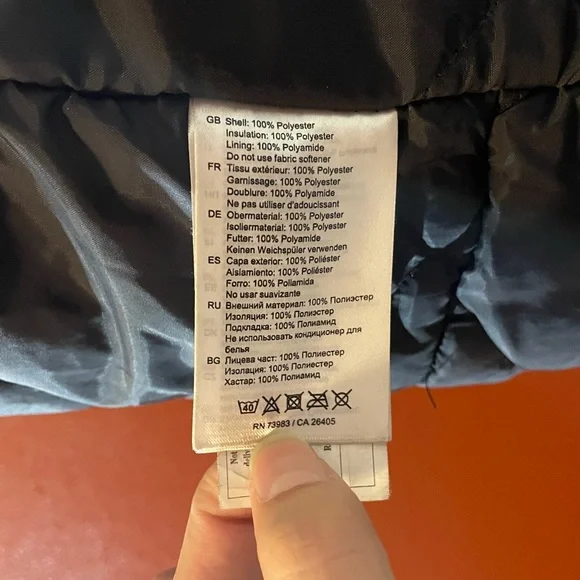 GB Shell: 100% Polyester
Insulation: 100% Polyester
Lining: 100% Polyamide
Do not use fabric softener
FR Tissu extérieur: 100% Polyester
Garnissage: 100% Polyester
Doublure: 100% Polyamide
Ne pas utiliser d'adoucissant
DE Obermaterial: 100% Polyester
Isoliermaterial: 100% Polyester
Futter: 100% Polyamide
Keinen Weichspüler verwenden
ES Capa exterior: 100% Poliéster
Aislamiento: 100% Poliéster
Forro: 100% Poliamida
No usar suavizante
RU Внешний материал: 100% Полиэстер
Изоляция: 100% Полиэстер
Подкладка: 100% Полиамид
Не использовать кондиционер для
белья
BG Лицева част: 100% Полиестер
Изолация: 100% Полиестер
Хастар: 100% Полиамид
40
RN 73983 / CA 26405